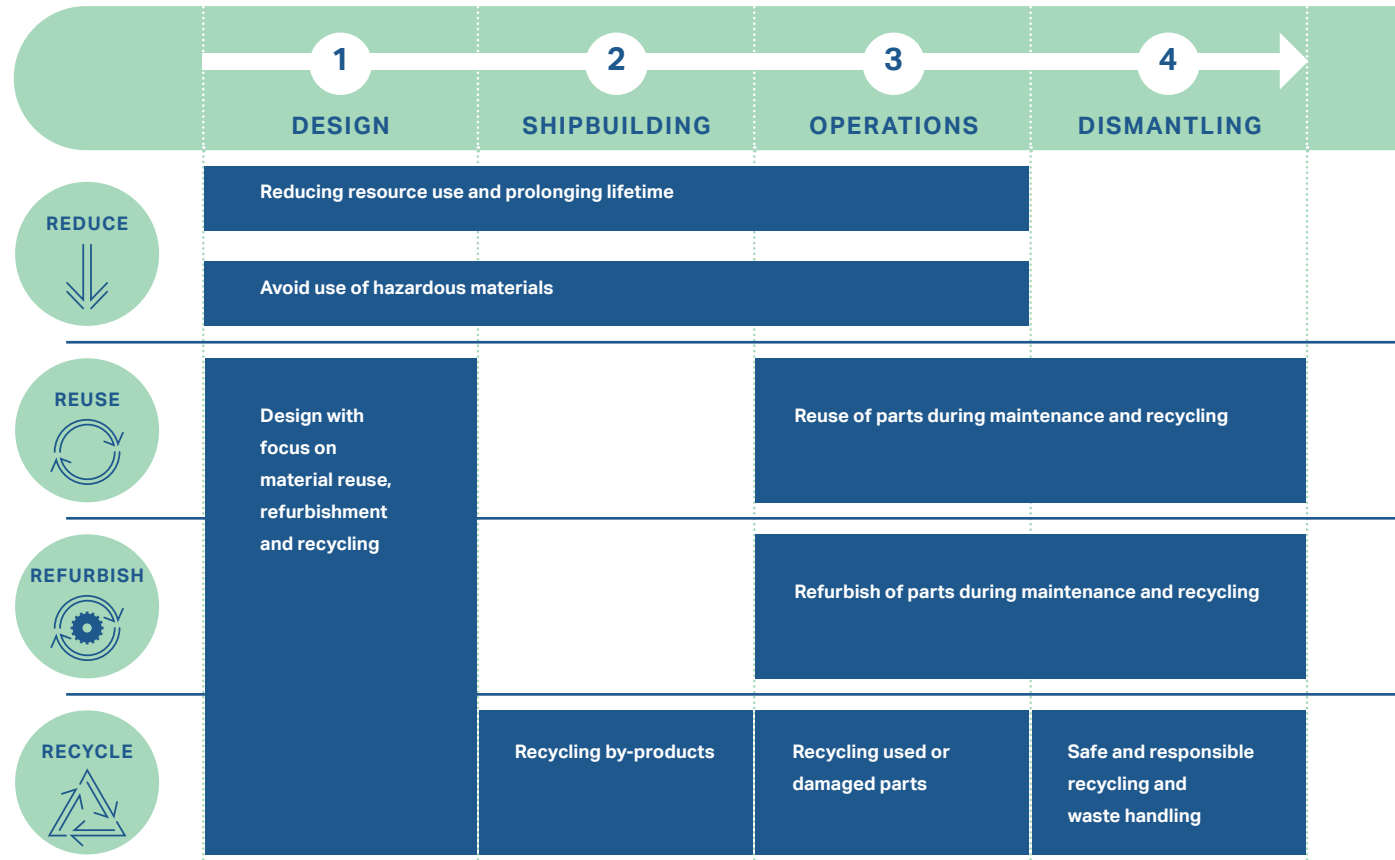 1
2
3
4
DESIGN
SHIPBUILDING
OPERATIONS
DISMANTLING
REDUCE
Reducing resource use and prolonging lifetime
Avoid use of hazardous materials
REUSE
Design with
focus on
material reuse,
refurbishment
and recycling
Reuse of parts during maintenance and recycling
REFURBISH
Refurbish of parts during maintenance and recycling
RECYCLE
Recycling by-products
Recycling used or
damaged parts
Safe and responsible
recycling and
waste handling